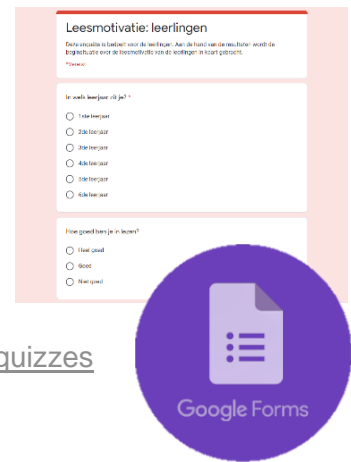 Leesmotivatie: leerlingen
Deze enquête is bedoelt voor de leerlingen. Aan de hand van de resultaten wordt de
beginsituatie over de leesmotivatie van de leerlingen in kaart gebracht.
*Vereist
In welk leerjaar zit je? *
1ste leerjaar
2de leerjaar
3de leerjaar
4de leerjaar
5de leerjaar
6de leerjaar
Hoe goed ben je in lezen?
Heel goed
Goed
Niet goed
quizzes
Google Forms